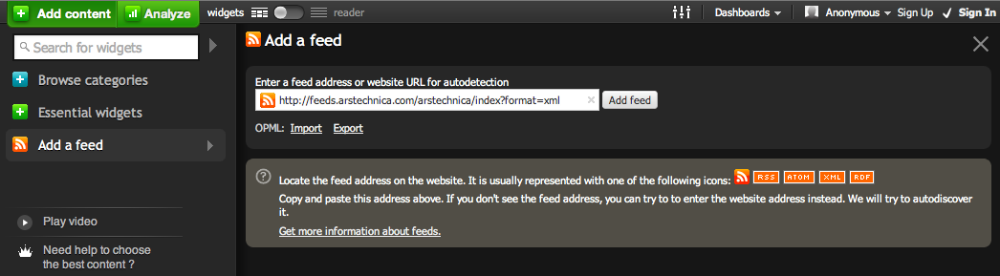 Add content
Analyze
widgets
reader
Dashboards
Anonymous
Sign Up
Sign In
Search for widgets
Browse categories
Essential widgets
Add a feed
Play video
Need help to choose
the best content ?
Add a feed
Enter a feed address or website URL for autodetection
http://feeds.arstechnica.com/arstechnica/index?format=xml
Add feed
OPML: Import Export
Locate the feed address on the website. It is usually represented with one of the following icons: RSS ATOM XML RDF
Copy and paste this address above. If you don't see the feed address, you can try to to enter the website address instead. We will try to autodiscover
it.
Get more information about feeds.